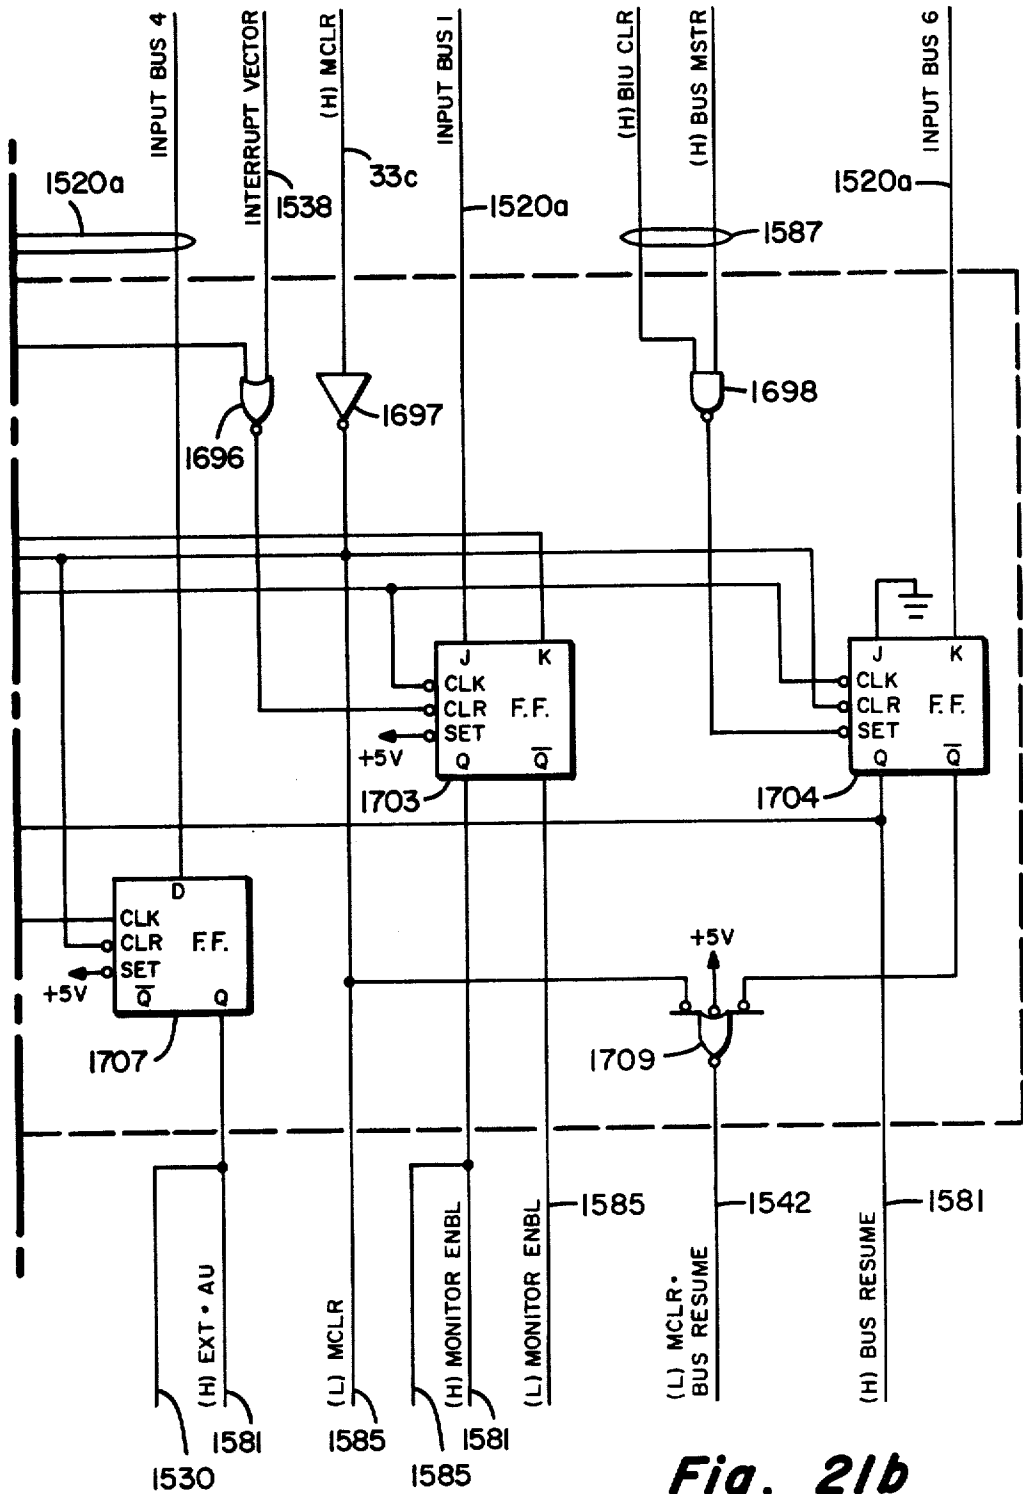 INPUT BUS 4
INTERRUPT VECTOR
(H) MCLR
INPUT BUS 1
(H) BIU CLR
(H) BUS MSTR
INPUT BUS 6
1520a
1538
33c
1520a
1587
1520a
1696
1697
1698
J K
CLK
CLR F.F.
SET
+5V
Q Q̅
1703
J K
CLK
CLR F.F.
SET
Q Q̅
1704
D
CLK
CLR F.F.
SET
+5V
Q̅ Q
1707
+5V
1709
(H) EXT • AU
(L) MCLR
(H) MONITOR ENBL
(L) MONITOR ENBL
(L) MCLR•
BUS RESUME
(H) BUS RESUME
1585
1542
1581
1530
1581
1585
1585
1581
Fig. 21b